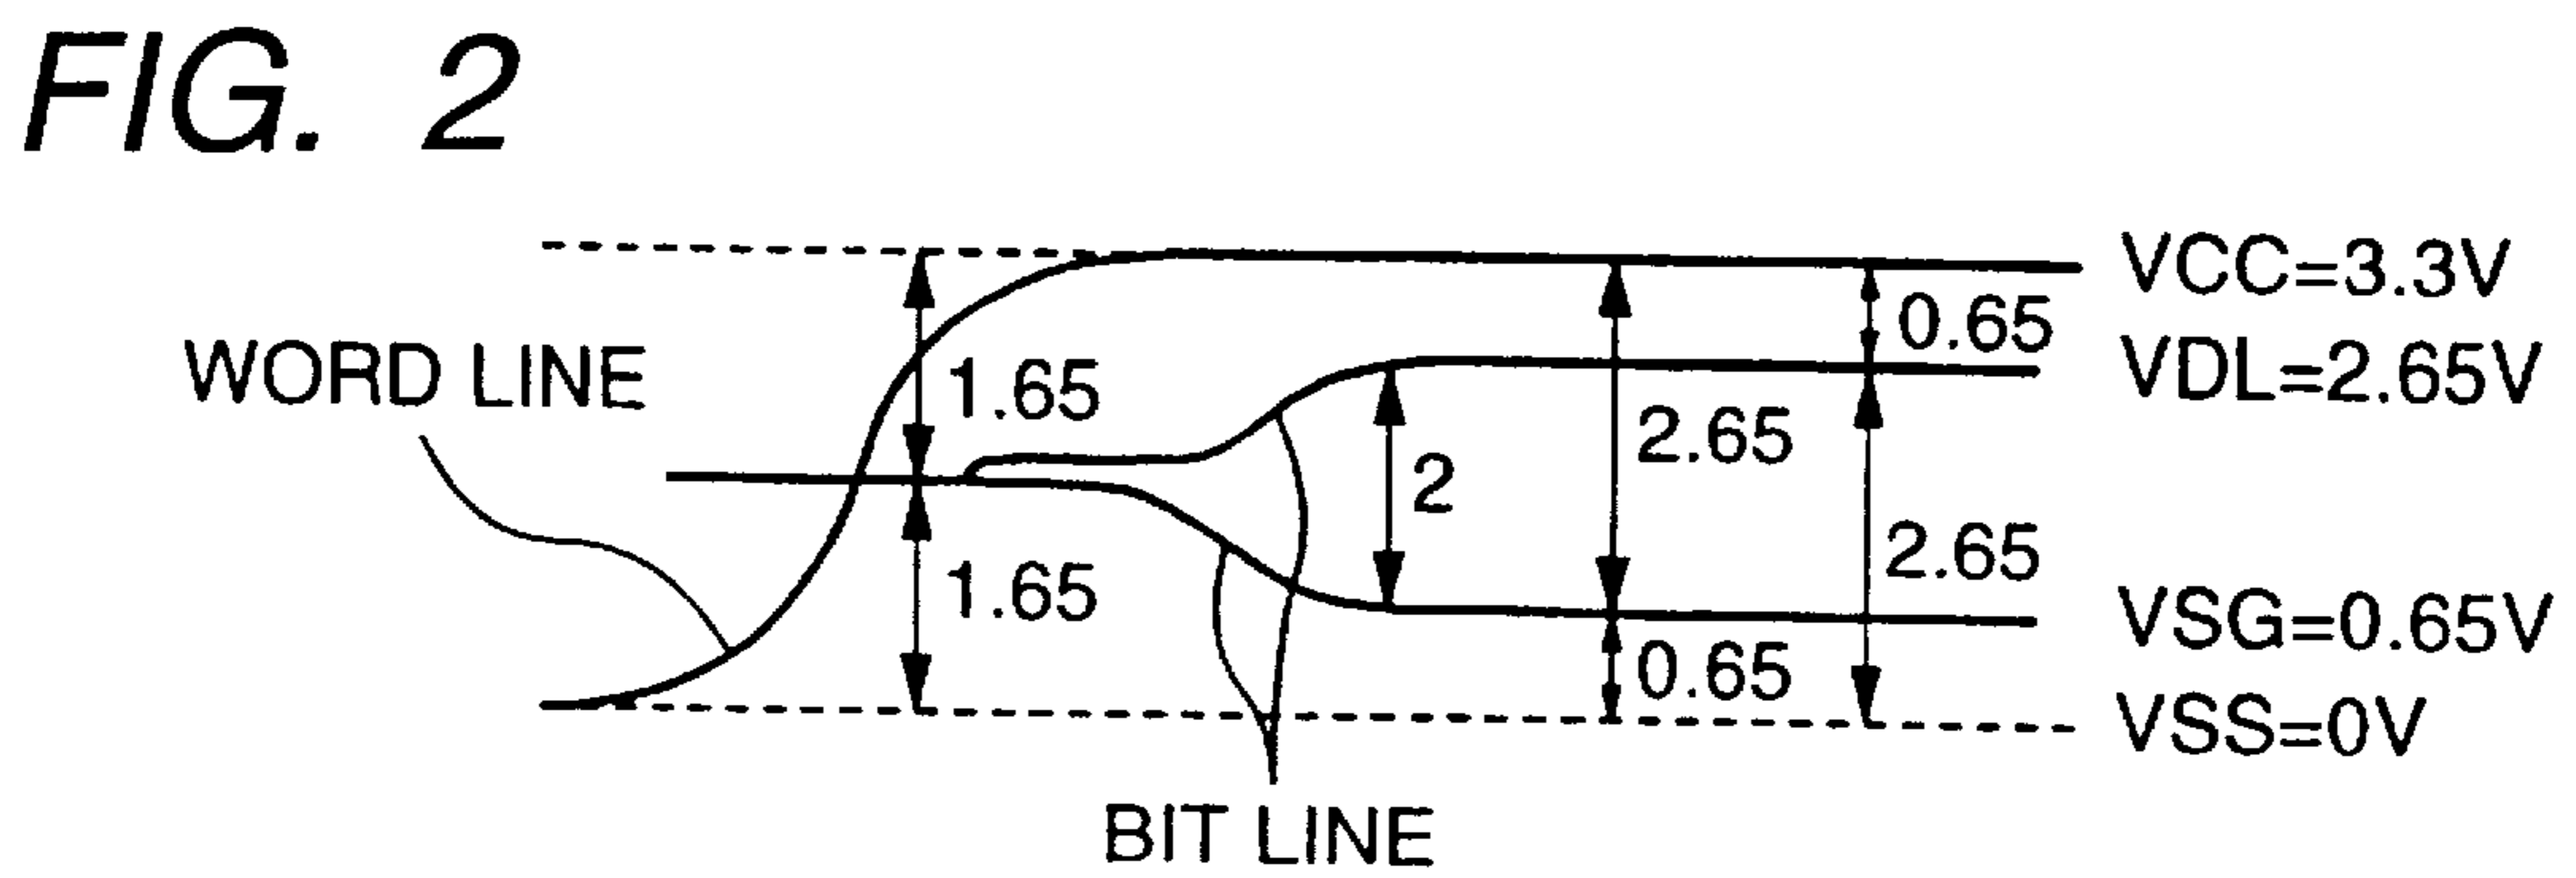 FIG. 2
VCC=3.3V
0.65
WORD LINE
1.65
VDL=2.65V
2.65
2
2.65
1.65
VSG=0.65V
0.65
VSS=0V
BIT LINE